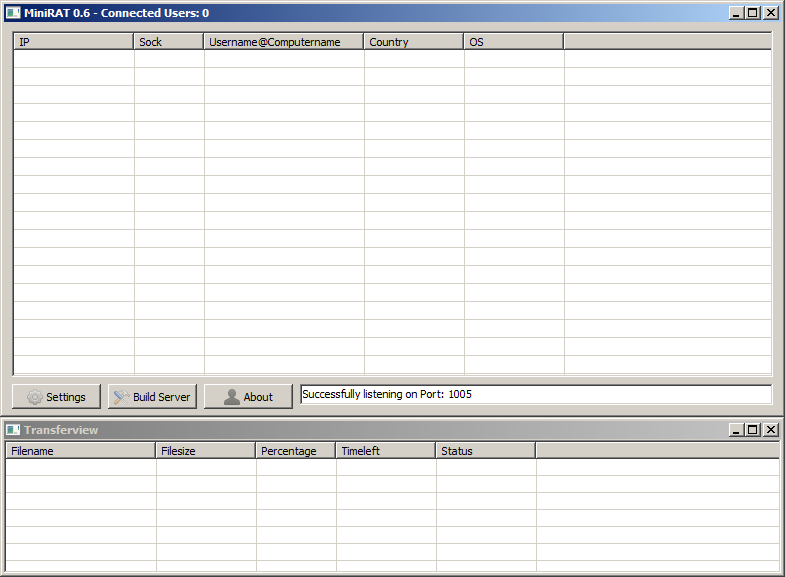 MiniRAT 0.6 - Connected Users: 0
IP Sock Username@Computername Country OS
Settings Build Server About Successfully listening on Port: 1005
Transferview
Filename Filesize Percentage Timeleft Status